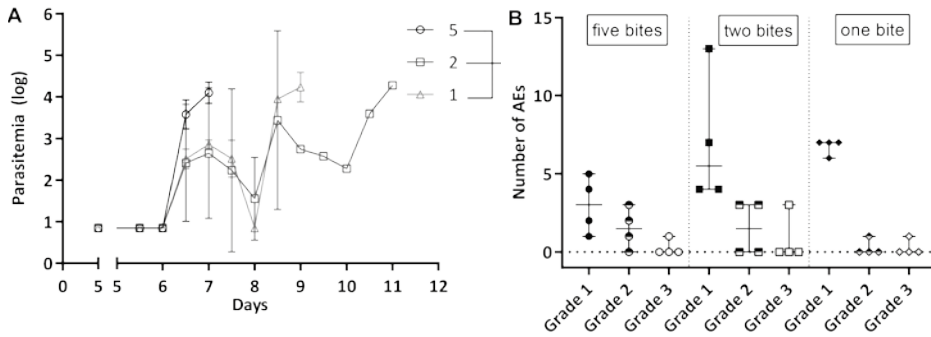 A
Parasitemia (log)
6
5
4
3
2
1
0
0 5 5 6 7 8 9 10 11 12
Days
5
2
1
B
five bites two bites one bite
Number of AEs
15
10
5
0
Grade 1 Grade 2 Grade 3 Grade 1 Grade 2 Grade 3 Grade 1 Grade 2 Grade 3